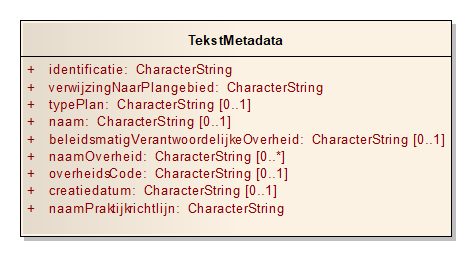 TekstMetadata
+ identificatie: CharacterString
+ verwijzingNaarPlangebied: CharacterString
+ typePlan: CharacterString [0..1]
+ naam: CharacterString [0..1]
+ beleidsmatigVerantwoordelijkeOverheid: CharacterString [0..1]
+ naamOverheid: CharacterString [0..*]
+ overheidsCode: CharacterString [0..1]
+ creatiedatum: CharacterString [0..1]
+ naamPraktijkrichtlijn: CharacterString